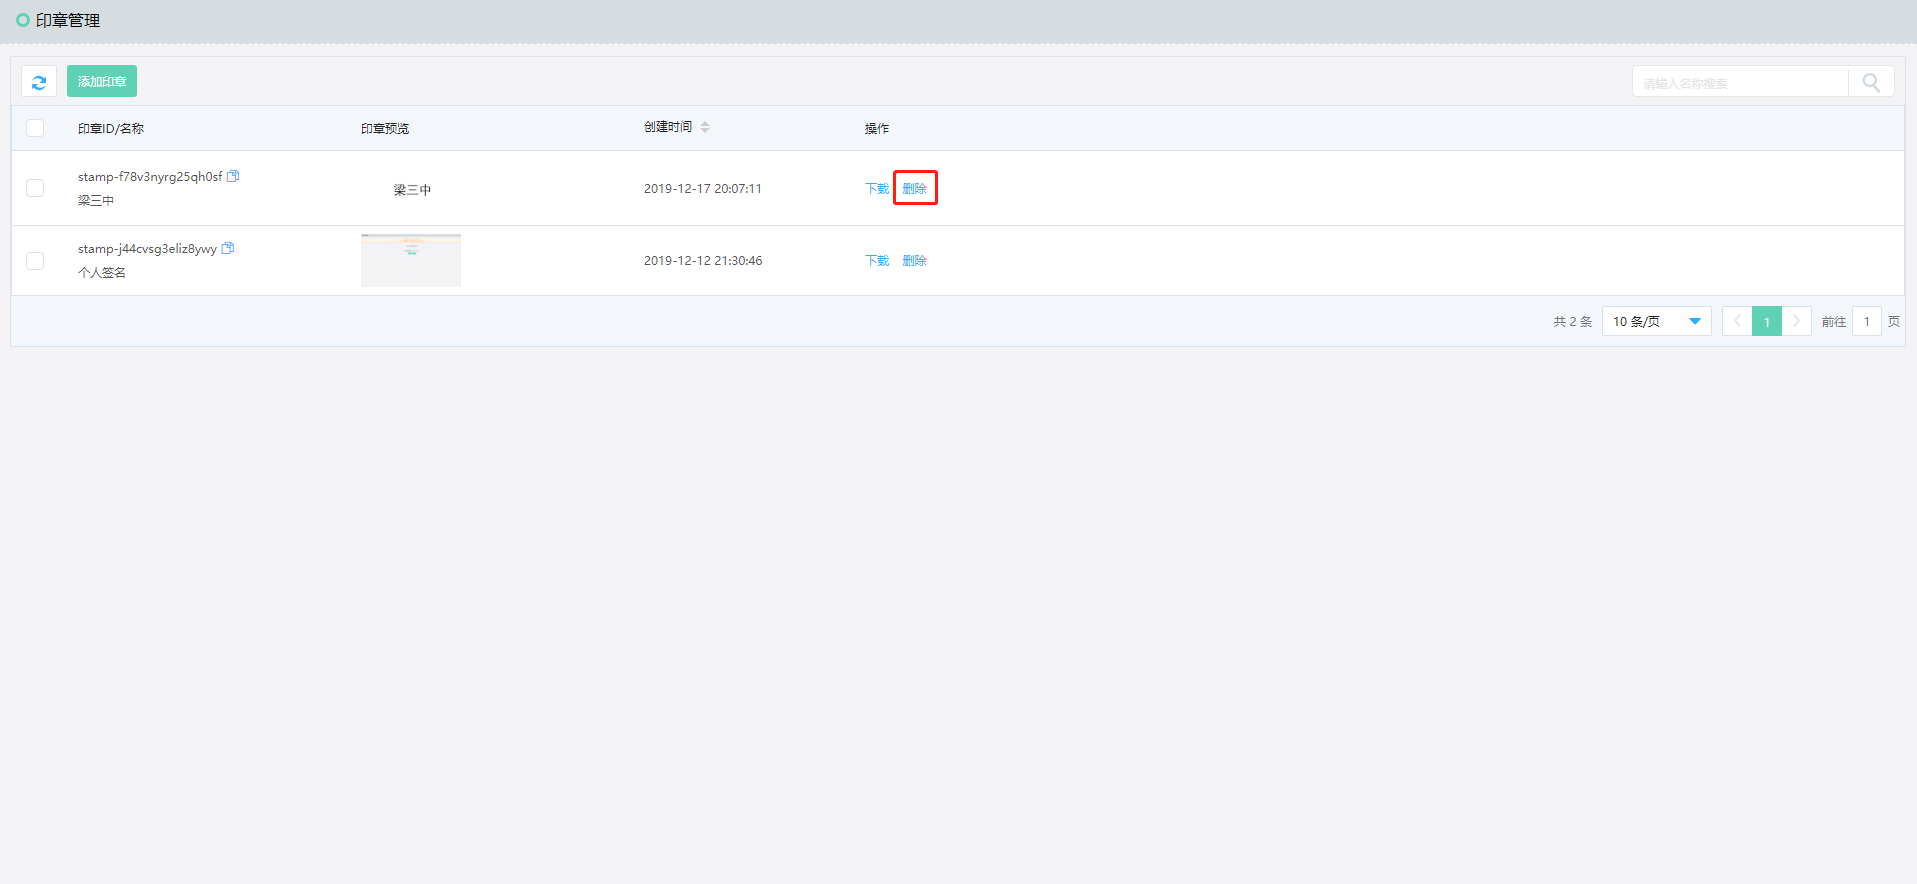 印章管理
添加印章
请输入名称搜索
印章ID/名称 印章预览 创建时间 操作
stamp-f78v3nyrg25qh0sf
梁三中 梁三中 2019-12-17 20:07:11 下载 删除
stamp-j44cvsg3eliz8ywy
个人签名 2019-12-12 21:30:46 下载 删除
共 2 条 10 条/页 1 前往 1 页